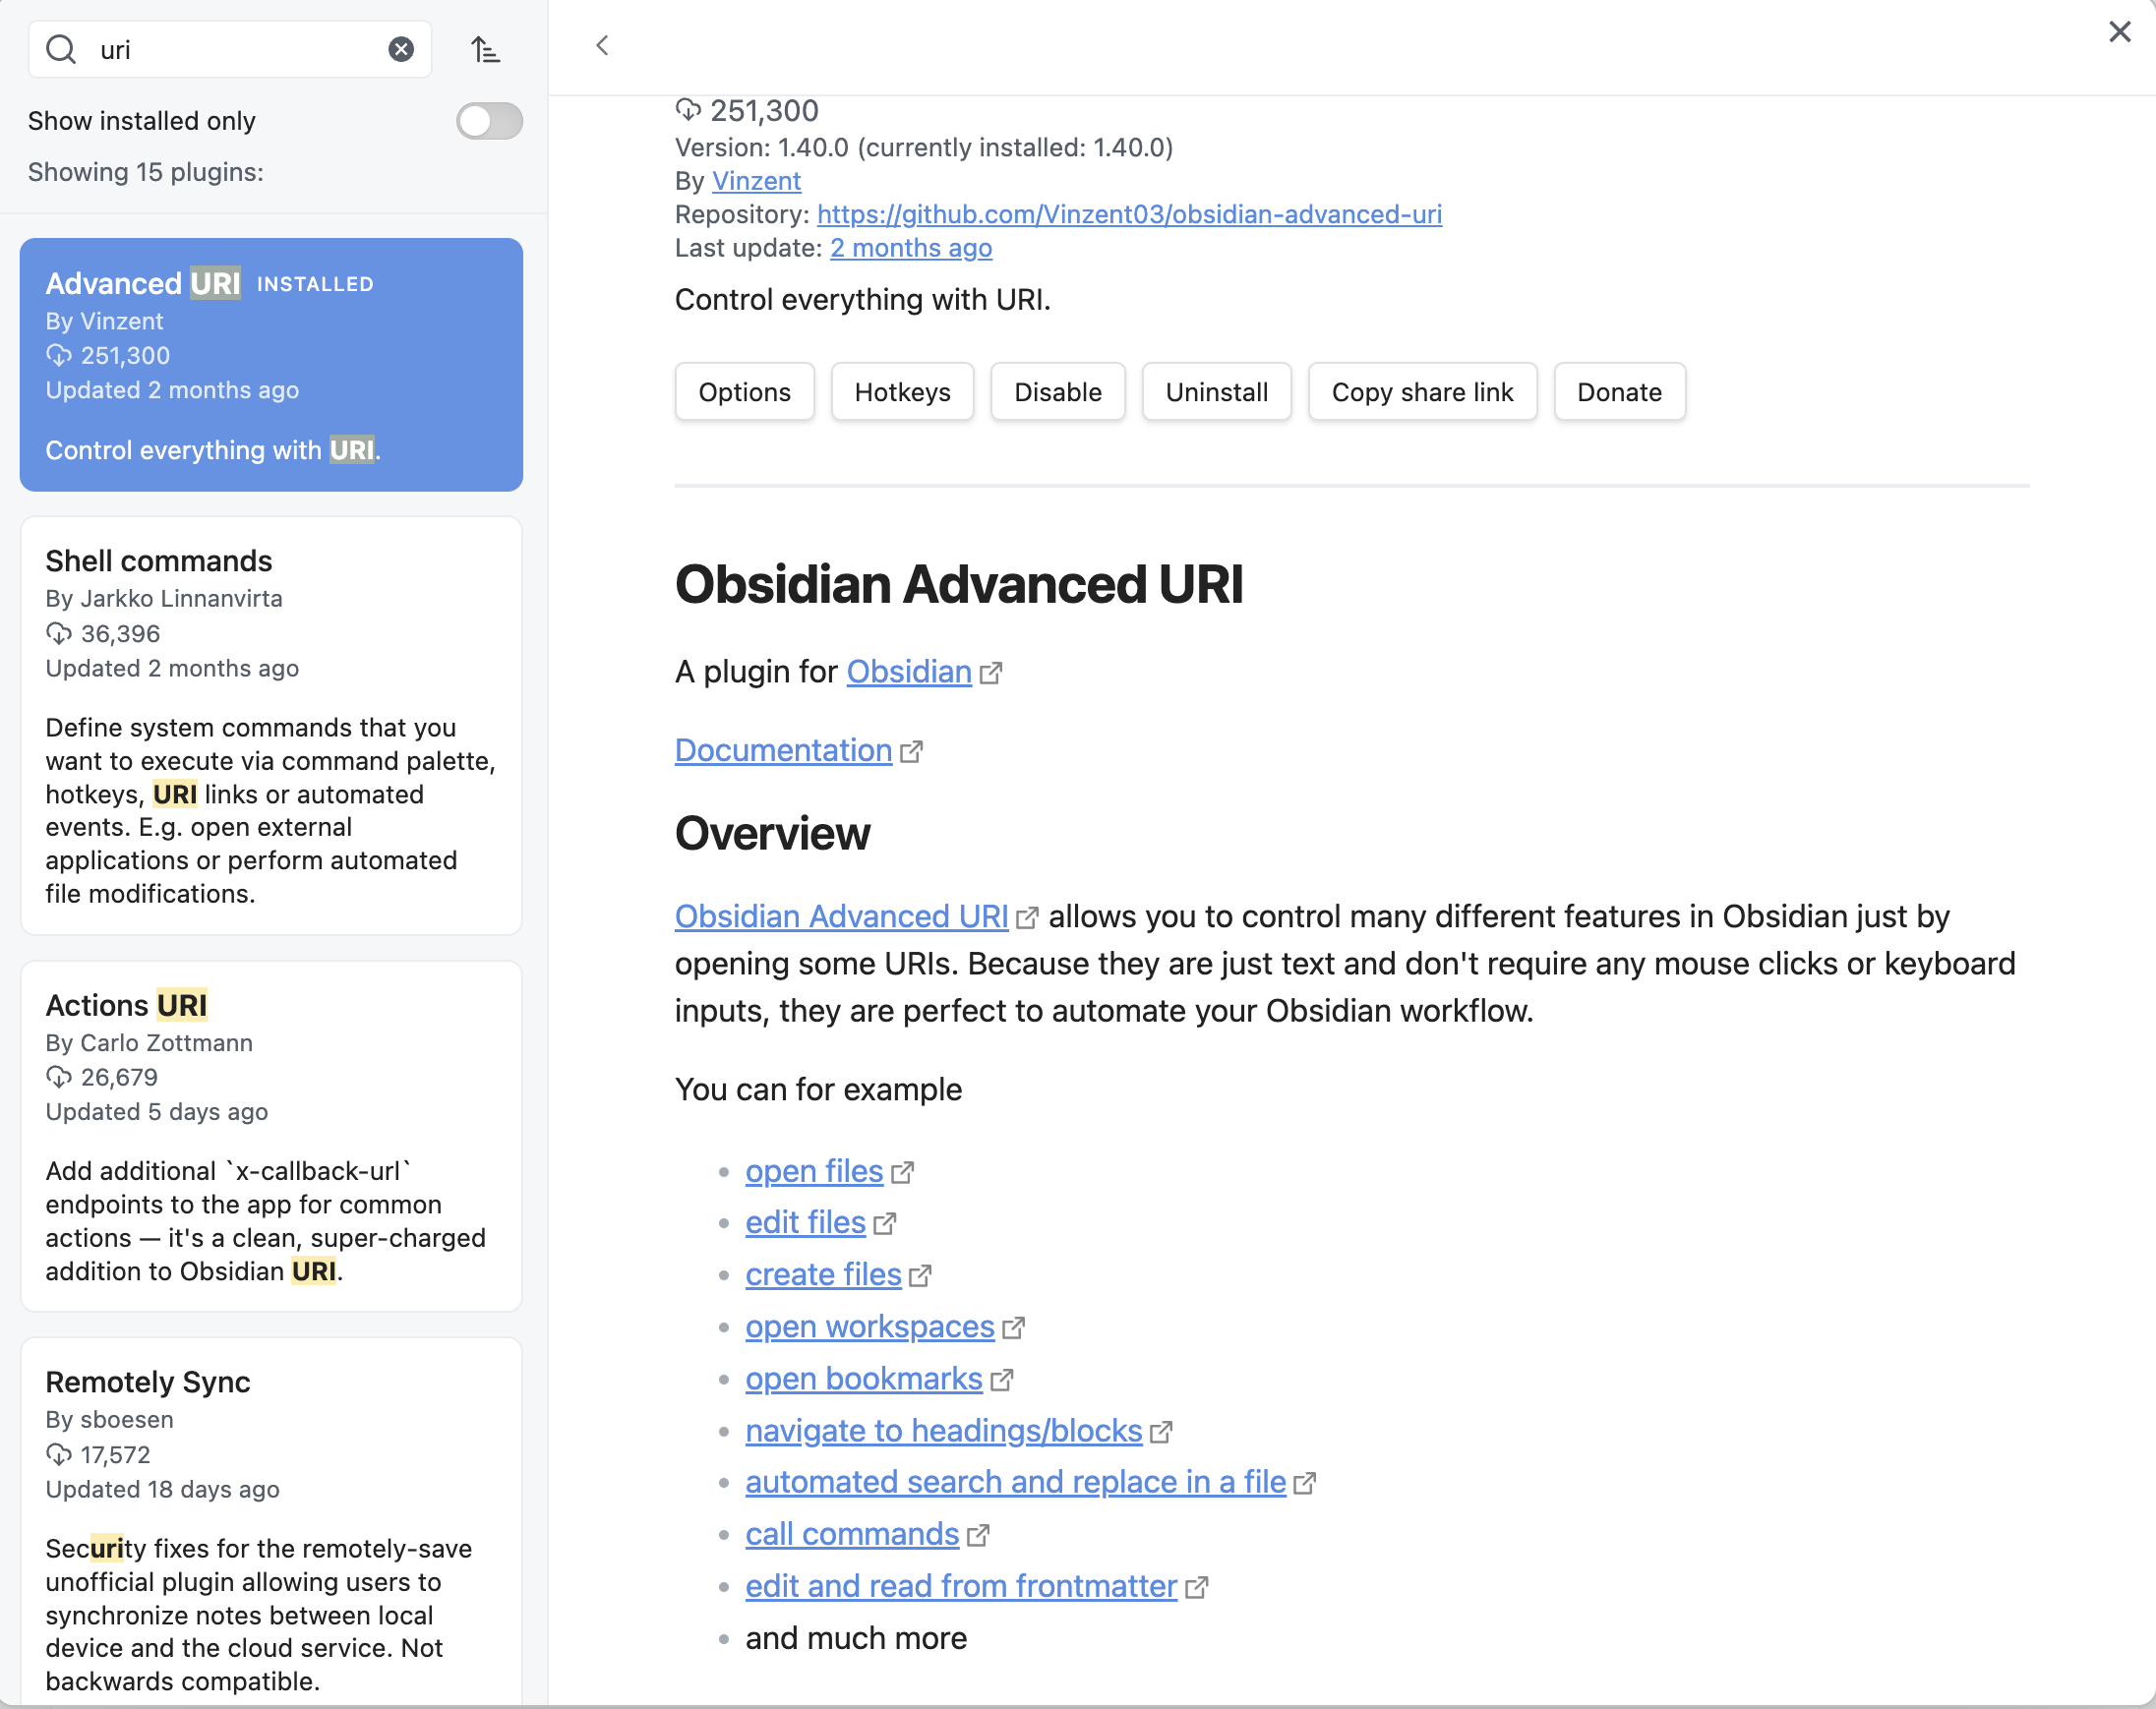 uri
Show installed only
Showing 15 plugins:
Advanced URI INSTALLED
By Vinzent
251,300
Updated 2 months ago
Control everything with URI.
Shell commands
By Jarkko Linnanvirta
36,396
Updated 2 months ago
Define system commands that you
want to execute via command palette,
hotkeys, URI links or automated
events. E.g. open external
applications or perform automated
file modifications.
Actions URI
By Carlo Zottmann
26,679
Updated 5 days ago
Add additional `x-callback-url`
endpoints to the app for common
actions — it's a clean, super-charged
addition to Obsidian URI.
Remotely Sync
By sboesen
17,572
Updated 18 days ago
Security fixes for the remotely-save
unofficial plugin allowing users to
synchronize notes between local
device and the cloud service. Not
backwards compatible.
251,300
Version: 1.40.0 (currently installed: 1.40.0)
By Vinzent
Repository: https://github.com/Vinzent03/obsidian-advanced-uri
Last update: 2 months ago
Control everything with URI.
Options Hotkeys Disable Uninstall Copy share link Donate
Obsidian Advanced URI
A plugin for Obsidian
Documentation
Overview
Obsidian Advanced URI allows you to control many different features in Obsidian just by
opening some URIs. Because they are just text and don't require any mouse clicks or keyboard
inputs, they are perfect to automate your Obsidian workflow.
You can for example
• open files
• edit files
• create files
• open workspaces
• open bookmarks
• navigate to headings/blocks
• automated search and replace in a file
• call commands
• edit and read from frontmatter
• and much more